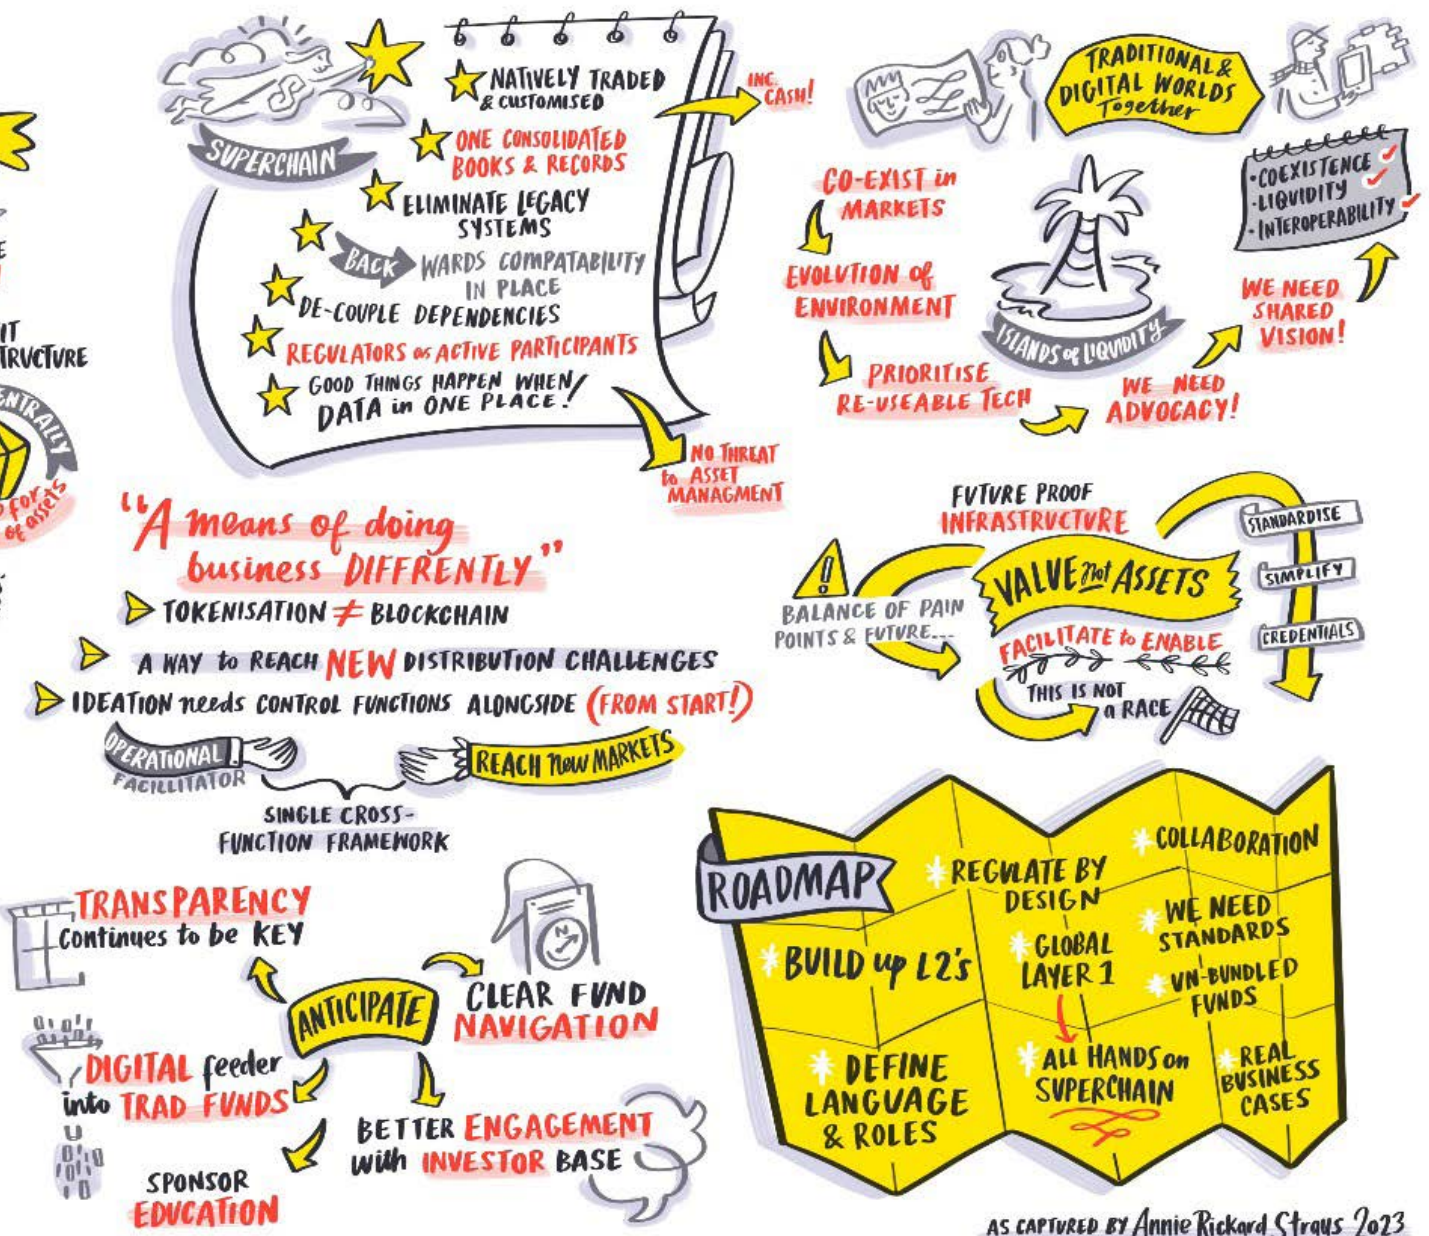 SUPERCHAIN
NATIVELY TRADED
& CUSTOMISED
INC.
CASH!
ONE CONSOLIDATED
BOOKS & RECORDS
ELIMINATE LEGACY
SYSTEMS
BACK WARDS COMPATABILITY
IN PLACE
DE-COUPLE DEPENDENCIES
REGULATORS as ACTIVE PARTICIPANTS
GOOD THINGS HAPPEN WHEN
DATA in ONE PLACE!
NO THREAT
to ASSET
MANAGMENT
TRADITIONAL &
DIGITAL WORLDS
Together
CO-EXIST in
MARKETS
EVOLUTION of
ENVIRONMENT
PRIORITISE
RE-USEABLE TECH
ISLANDS of LIQUIDITY
WE NEED
ADVOCACY!
WE NEED
SHARED
VISION!
• COEXISTENCE
• LIQUIDITY
• INTEROPERABILITY
IT
TRUCTURE
ENTRALLY
FOR
of assets
"A means of doing
business DIFFRENTLY"
TOKENISATION ≠ BLOCKCHAIN
A WAY to REACH NEW DISTRIBUTION CHALLENGES
IDEATION needs CONTROL FUNCTIONS ALONGSIDE (FROM START!)
OPERATIONAL
FACILLITATOR
REACH new MARKETS
SINGLE CROSS-
FUNCTION FRAMEWORK
FUTURE PROOF
INFRASTRUCTURE
VALUE not ASSETS
BALANCE OF PAIN
POINTS & FUTURE...
FACILITATE to ENABLE
THIS IS NOT
a RACE
STANDARDISE
SIMPLIFY
CREDENTIALS
TRANSPARENCY
Continues to be KEY
ANTICIPATE
N
CLEAR FUND
NAVIGATION
DIGITAL feeder
into TRAD FUNDS
BETTER ENGAGEMENT
with INVESTOR BASE
SPONSOR
EDUCATION
ROADMAP
* BUILD up L2's
* DEFINE
LANGUAGE
& ROLES
* REGULATE BY
DESIGN
* GLOBAL
LAYER 1
* ALL HANDS on
SUPERCHAIN
* COLLABORATION
* WE NEED
STANDARDS
* UN-BUNDLED
FUNDS
* REAL
BUSINESS
CASES
AS CAPTURED BY Annie Rickard Straus 2023